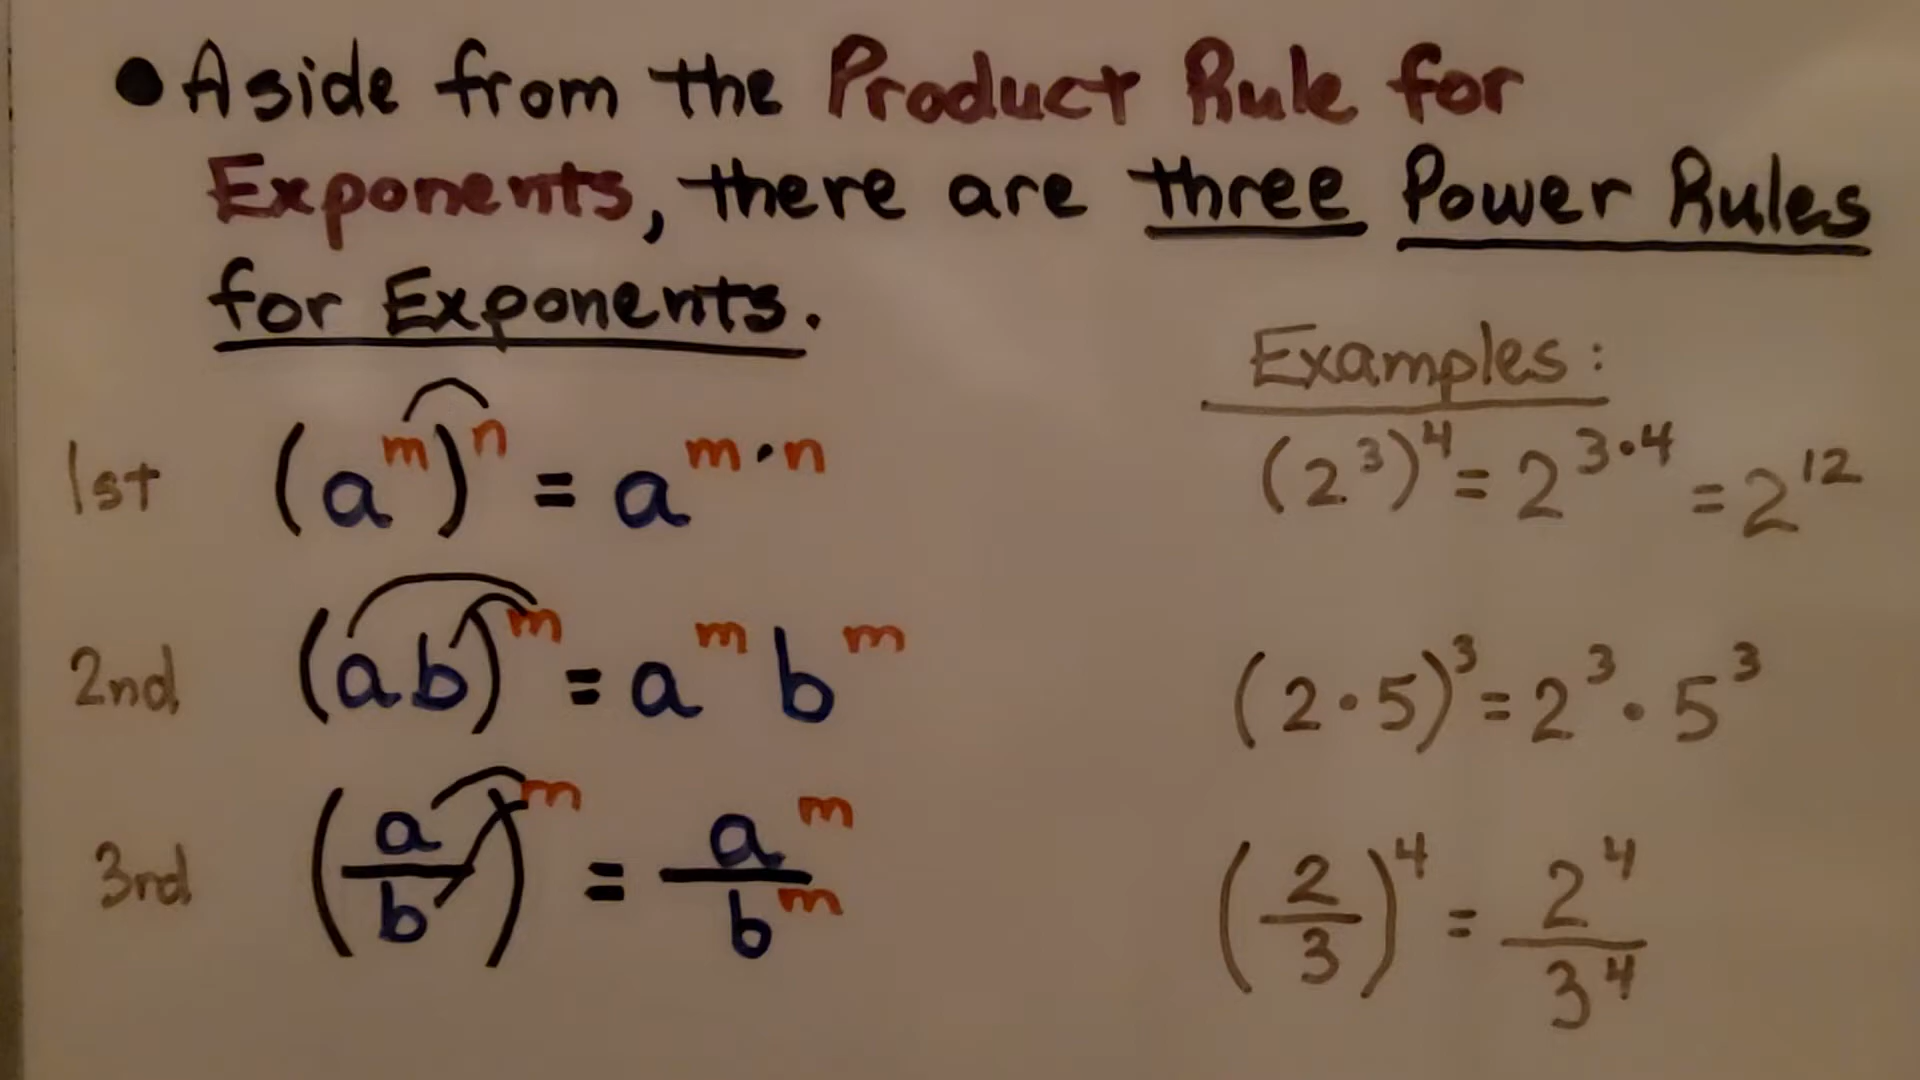 • Aside from the Product Rule for
Exponents, there are three Power Rules
for Exponents.
Examples:
1st (a^m)^n = a^(m·n) (2^3)^4 = 2^(3·4) = 2^12
2nd (ab)^m = a^m b^m (2·5)^3 = 2^3 · 5^3
3rd (a/b)^m = a^m/b^m (2/3)^4 = 2^4/3^4